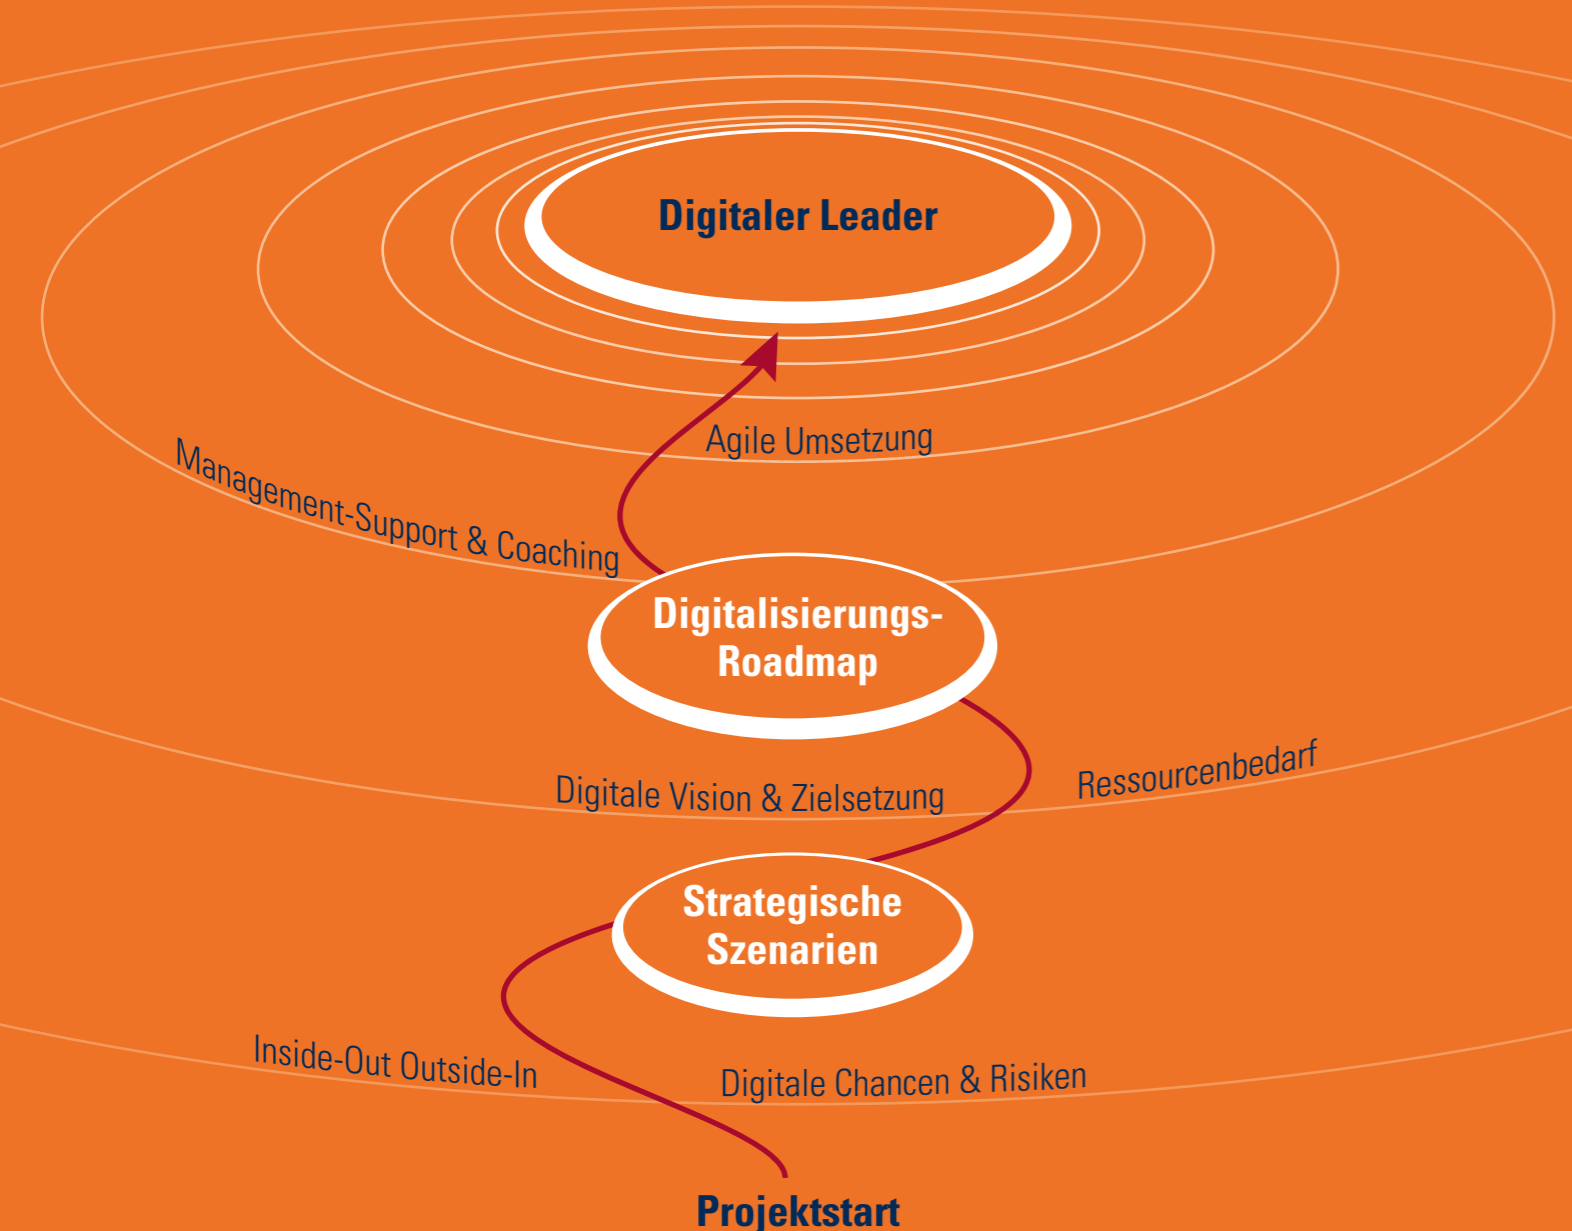 Digitaler Leader
Agile Umsetzung
Management-Support & Coaching
Digitalisierungs-
Roadmap
Digitale Vision & Zielsetzung
Ressourcenbedarf
Strategische
Szenarien
Inside-Out Outside-In
Digitale Chancen & Risiken
Projektstart